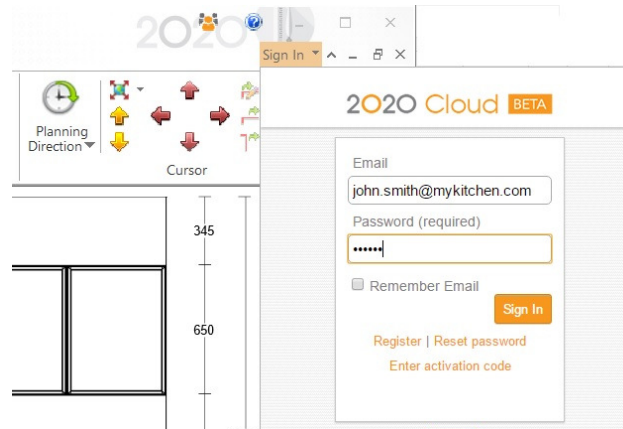 2020
Sign In
Planning
Direction
Cursor
345
650
2020 Cloud BETA
Email
john.smith@mykitchen.com
Password (required)
••••••
Remember Email
Sign In
Register | Reset password
Enter activation code